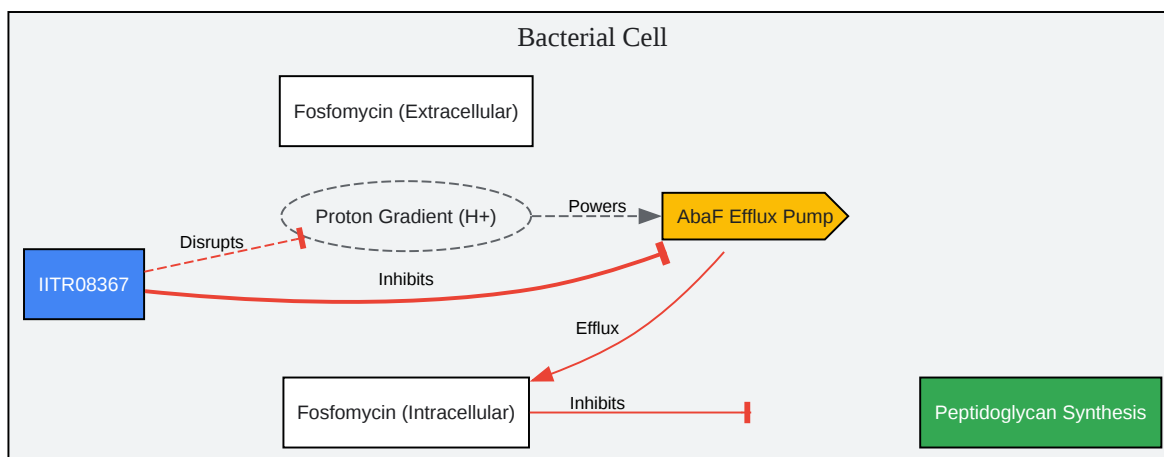 Bacterial Cell
Fosfomycin (Extracellular)
Proton Gradient (H+)
Powers
AbaF Efflux Pump
Disrupts
IITR08367
Inhibits
Efflux
Fosfomycin (Intracellular)
Inhibits
Peptidoglycan Synthesis